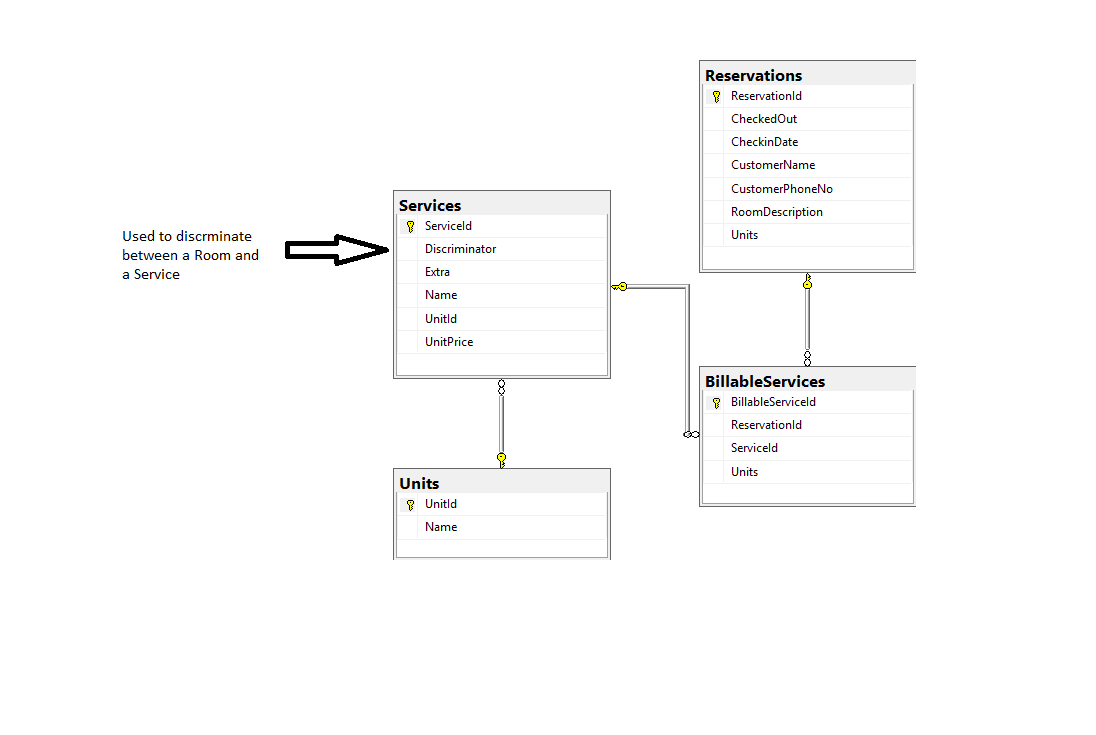 Reservations
ReservationId
CheckedOut
CheckinDate
CustomerName
CustomerPhoneNo
RoomDescription
Units
Used to discrminate
between a Room and
a Service
Services
ServiceId
Discriminator
Extra
Name
UnitId
UnitPrice
BillableServices
BillableServiceId
ReservationId
ServiceId
Units
Units
UnitId
Name